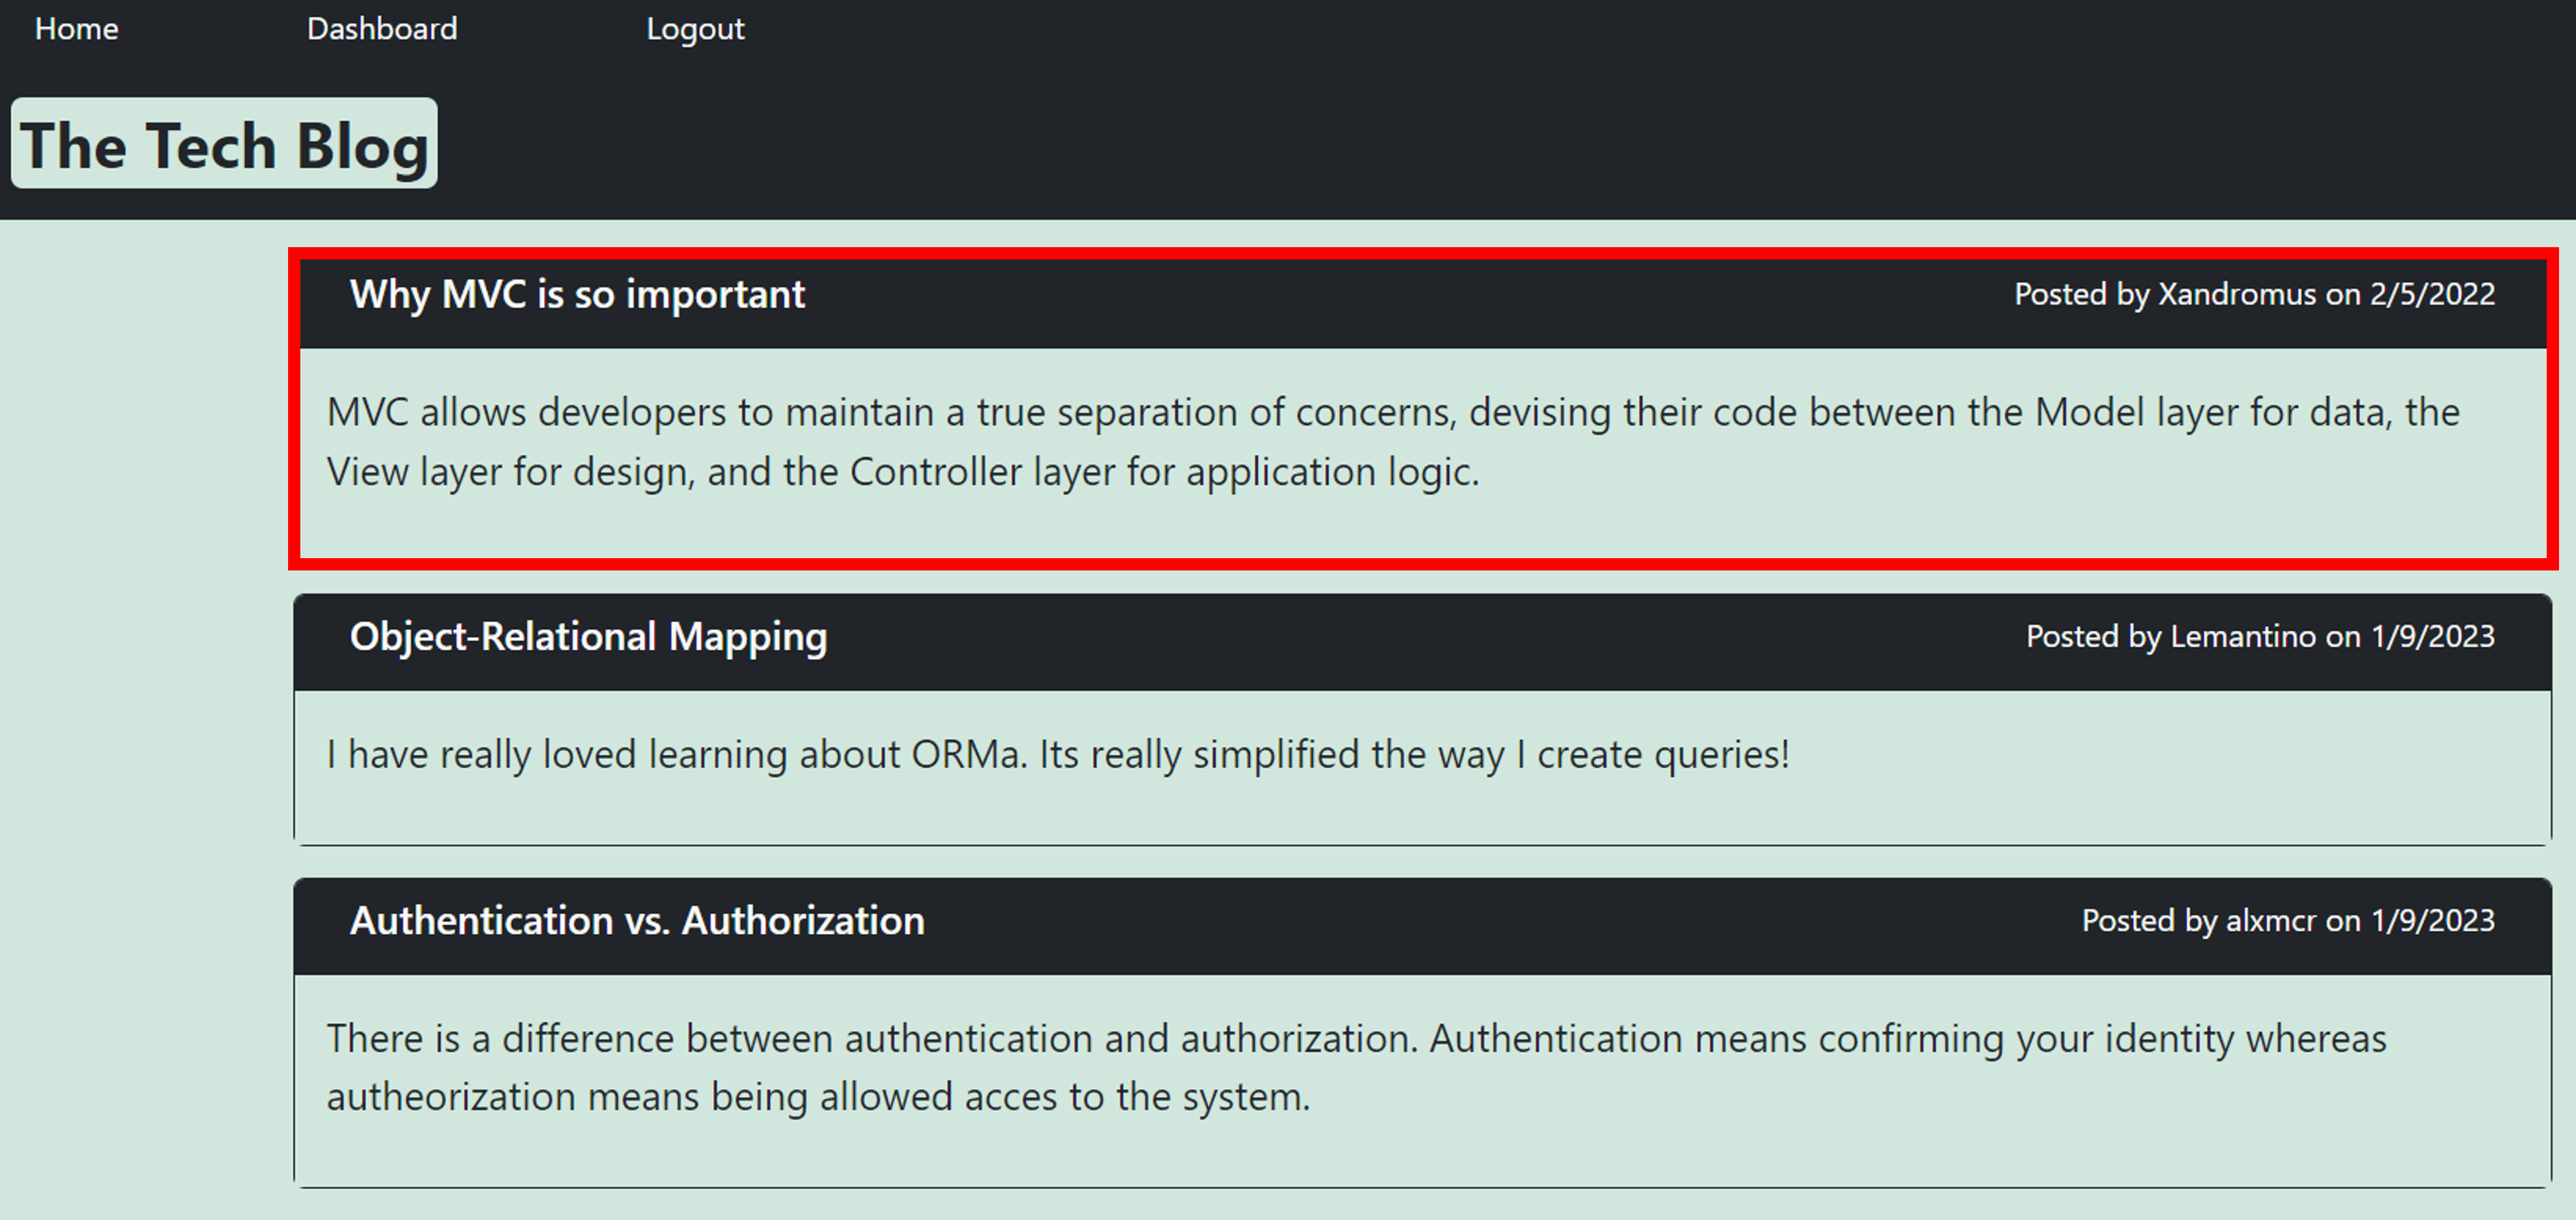 Home Dashboard Logout
The Tech Blog
Why MVC is so important Posted by Xandromus on 2/5/2022
MVC allows developers to maintain a true separation of concerns, devising their code between the Model layer for data, the
View layer for design, and the Controller layer for application logic.
Object-Relational Mapping Posted by Lemantino on 1/9/2023
I have really loved learning about ORMa. Its really simplified the way I create queries!
Authentication vs. Authorization Posted by alxmcr on 1/9/2023
There is a difference between authentication and authorization. Authentication means confirming your identity whereas
autheorization means being allowed acces to the system.